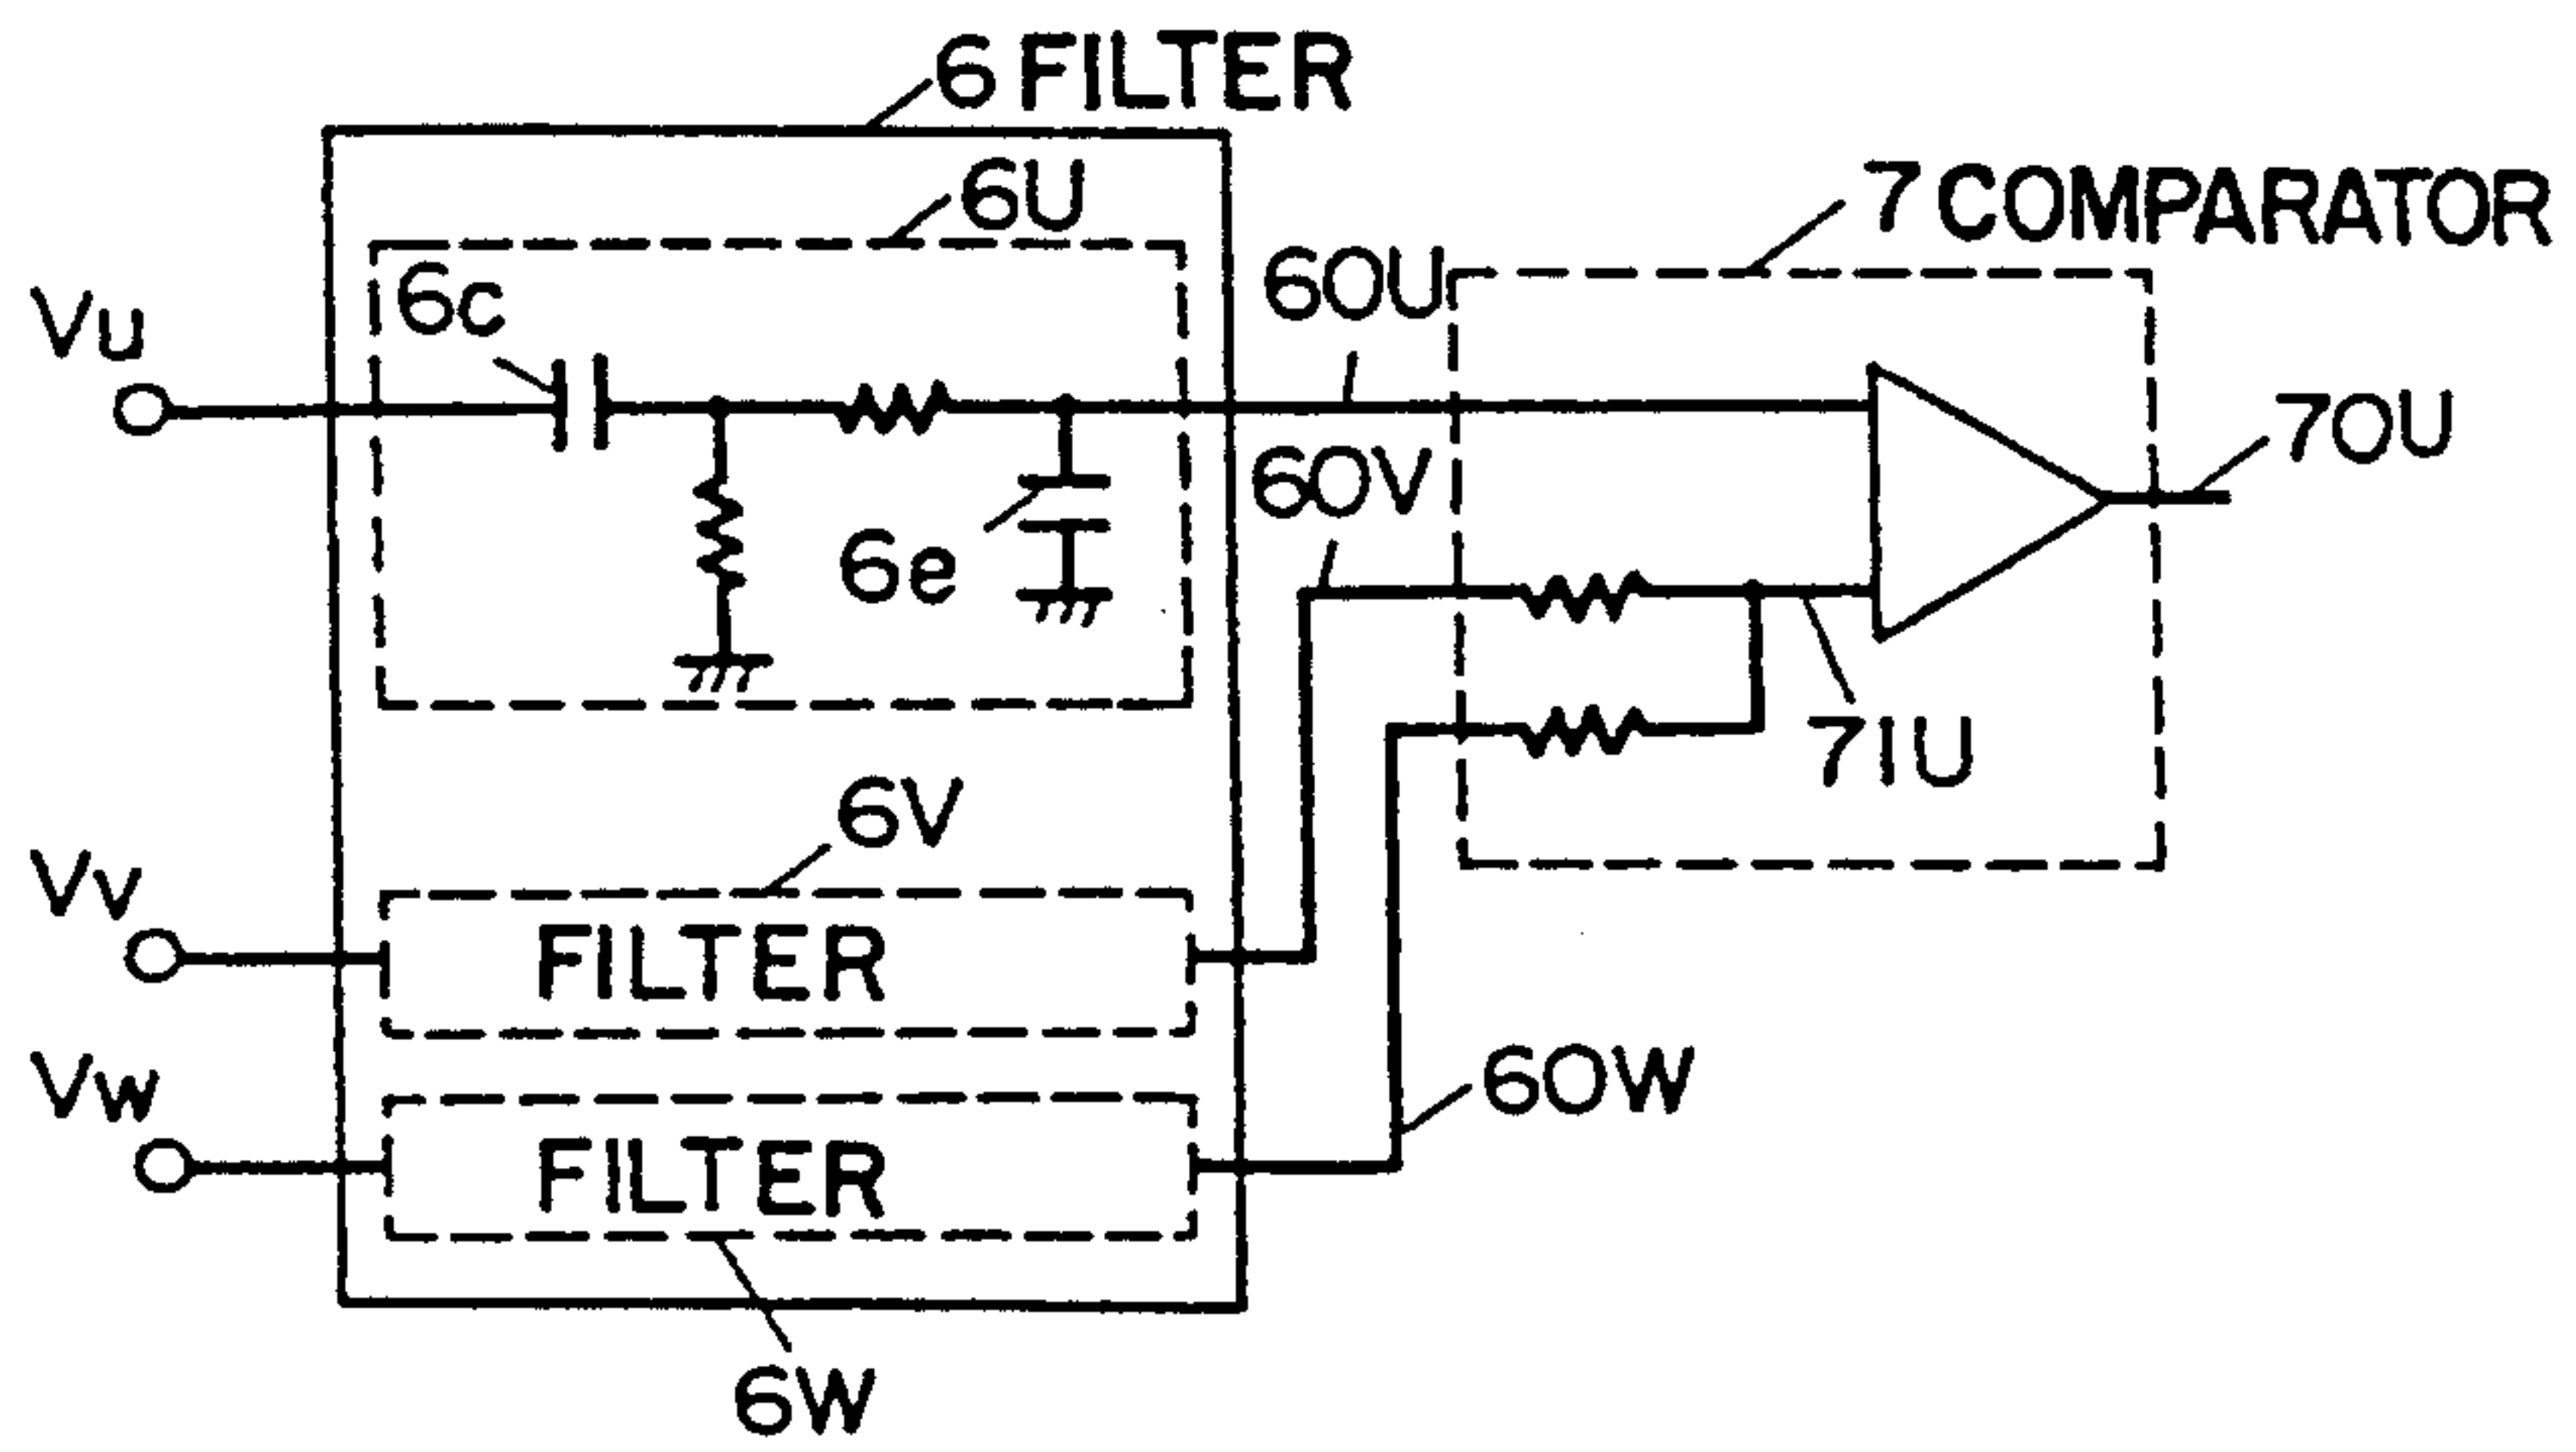 6 FILTER
6U
7 COMPARATOR
6c
60U
Vu
70U
60V
6e
71U
6V
Vv
FILTER
Vw
60W
FILTER
6W